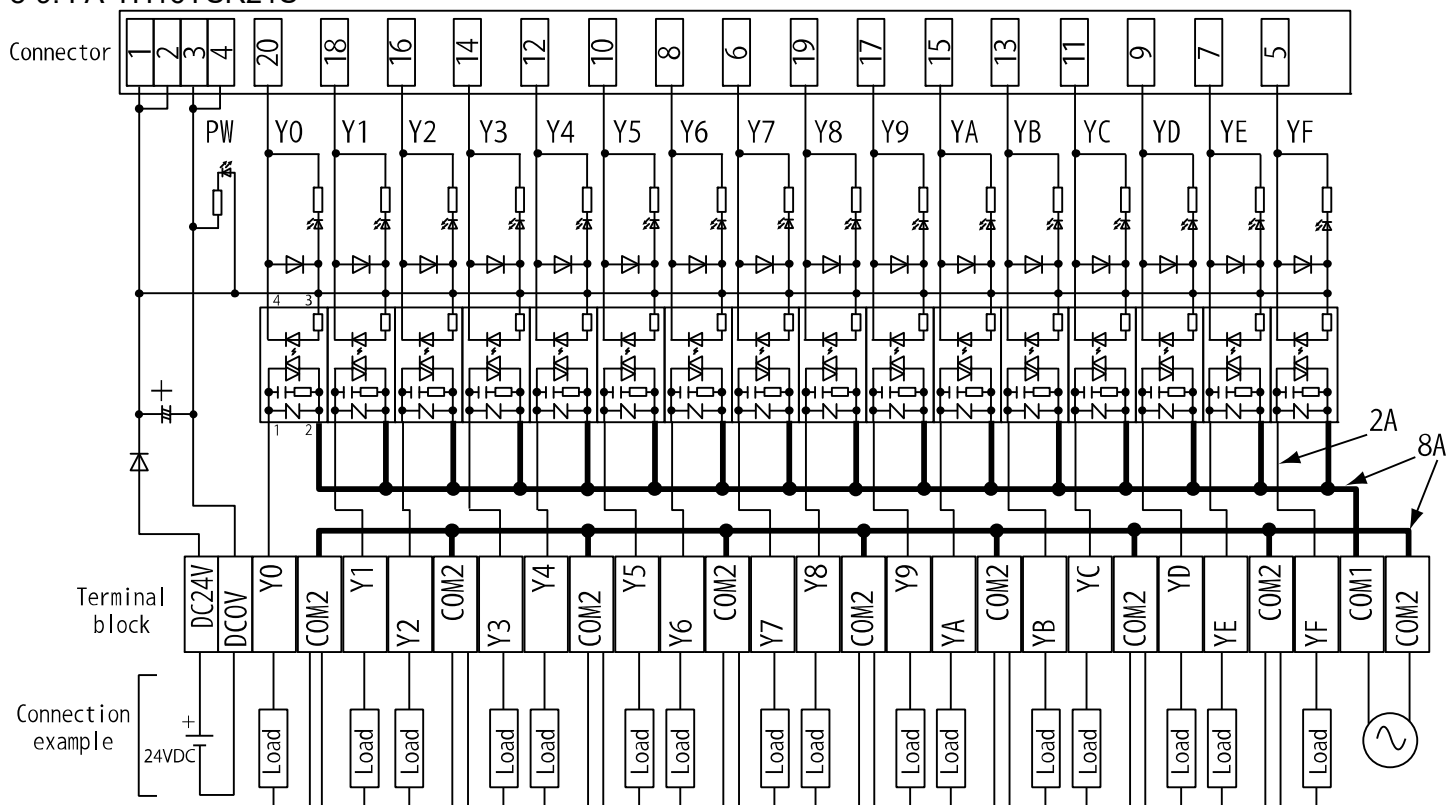 Connector 1 2 3 4 20 18 16 14 12 10 8 6 19 17 15 13 11 9 7 5
PW Y0 Y1 Y2 Y3 Y4 Y5 Y6 Y7 Y8 Y9 YA YB YC YD YE YF
4 3
1 2
2A
8A
Terminal block
DC24V DC0V Y0 COM2 Y1 Y2 COM2 Y3 Y4 COM2 Y5 Y6 COM2 Y7 Y8 COM2 Y9 YA COM2 YB YC COM2 YD YE COM2 YF COM1 COM2
Connection example
+
24VDC
Load Load Load Load Load Load Load Load Load Load Load Load Load Load Load Load